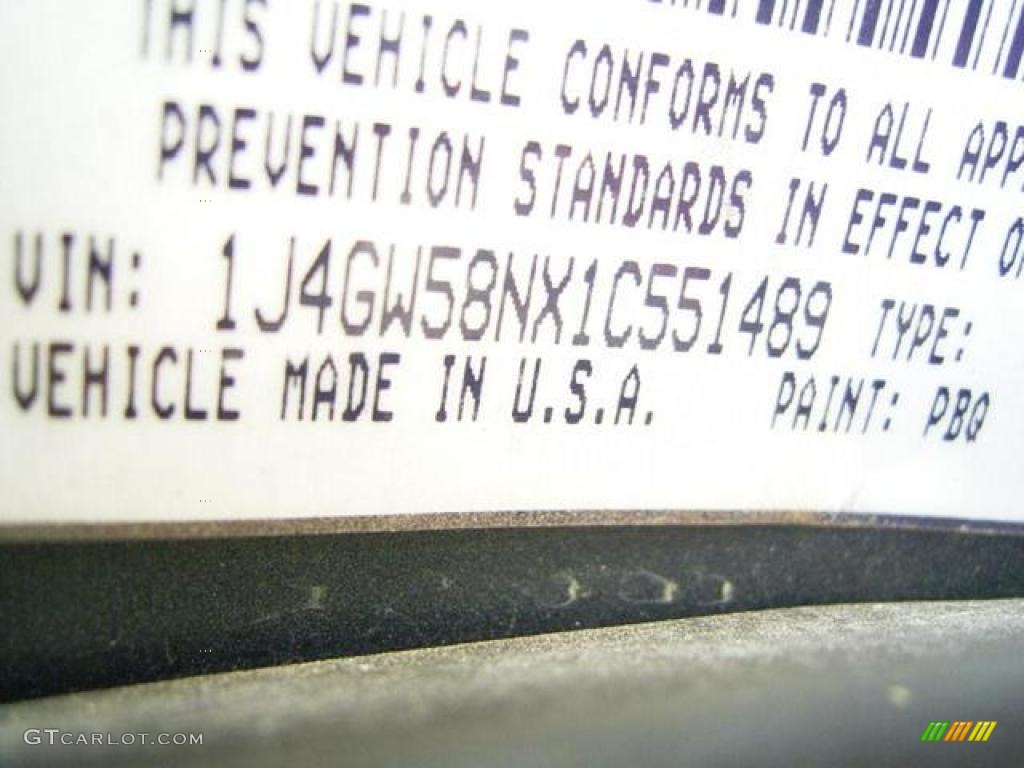 THIS VEHICLE CONFORMS TO ALL APP
PREVENTION STANDARDS IN EFFECT O
VIN: 1J4GW58NX1C551489 TYPE:
VEHICLE MADE IN U.S.A. PAINT: PBQ
GTCARLOT.COM